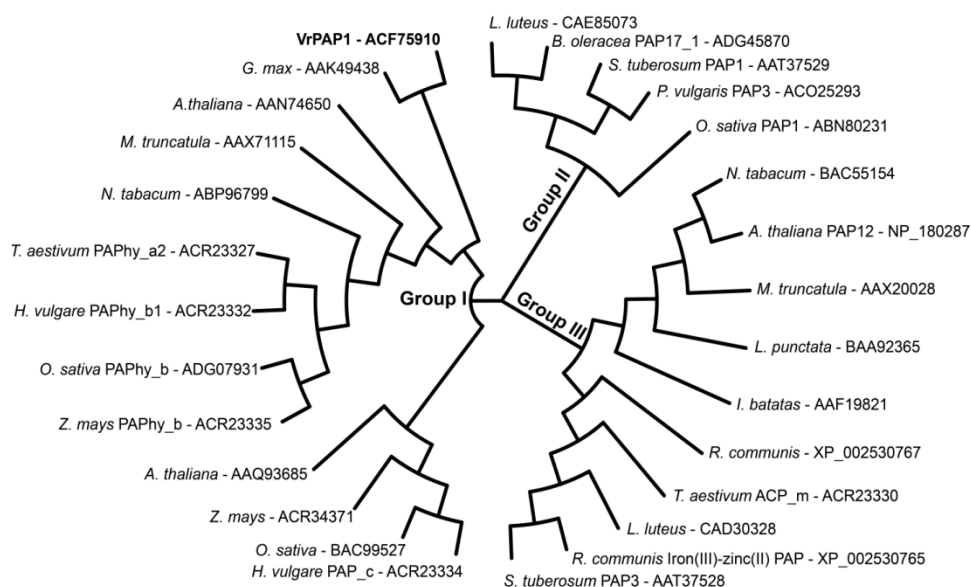 L. luteus - CAE85073
VrPAP1 - ACF75910
B. oleracea PAP17_1 - ADG45870
G. max - AAK49438
S. tuberosum PAP1 - AAT37529
P. vulgaris PAP3 - ACO25293
A.thaliana - AAN74650
O. sativa PAP1 - ABN80231
M. truncatula - AAX71115
N. tabacum - BAC55154
N. tabacum - ABP96799
Group II
A. thaliana PAP12 - NP_180287
T. aestivum PAPhy_a2 - ACR23327
M. truncatula - AAX20028
Group I
H. vulgare PAPhy_b1 - ACR23332
Group III
L. punctata - BAA92365
O. sativa PAPhy_b - ADG07931
I. batatas - AAF19821
Z. mays PAPhy_b - ACR23335
R. communis - XP_002530767
A. thaliana - AAQ93685
T. aestivum ACP_m - ACR23330
Z. mays - ACR34371
L. luteus - CAD30328
O. sativa - BAC99527
R. communis Iron(III)-zinc(II) PAP - XP_002530765
H. vulgare PAP_c - ACR23334
S. tuberosum PAP3 - AAT37528